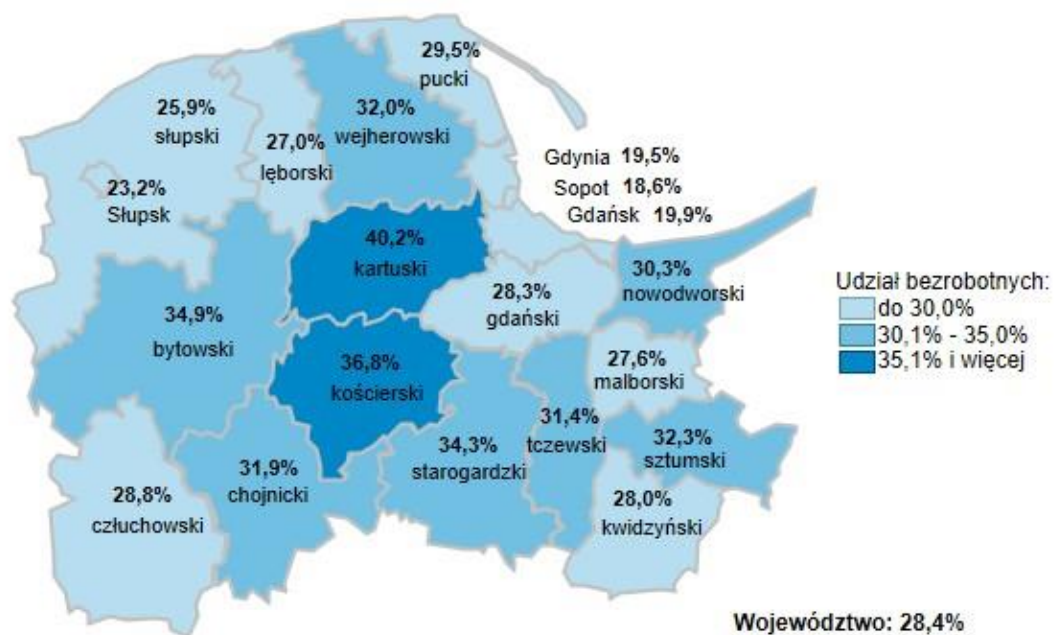 29,5%
pucki
25,9%
słupski
32,0%
wejherowski
27,0%
lęborski
Gdynia 19,5%
Sopot 18,6%
Gdańsk 19,9%
23,2%
Słupsk
40,2%
kartuski
30,3%
nowodworski
28,3%
gdański
34,9%
bytowski
36,8%
kościerski
27,6%
malborski
31,4%
tczewski
34,3%
starogardzki
32,3%
sztumski
31,9%
chojnicki
28,8%
człuchowski
28,0%
kwidzyński
Udział bezrobotnych:
do 30,0%
30,1% - 35,0%
35,1% i więcej
Województwo: 28,4%